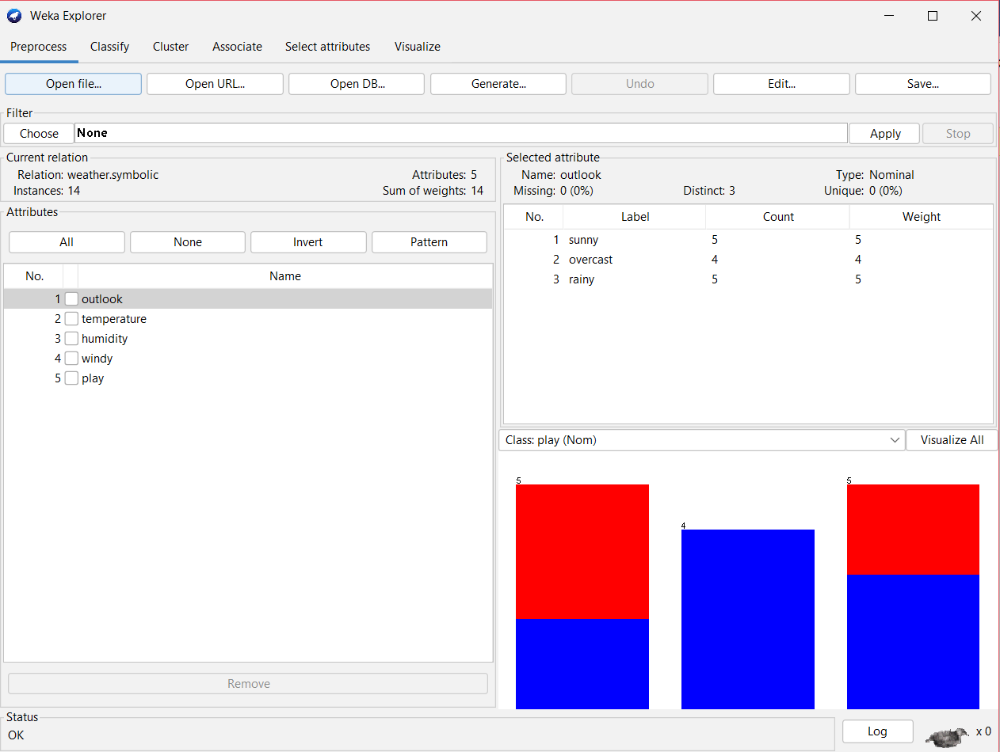 Weka Explorer
Preprocess Classify Cluster Associate Select attributes Visualize
Open file... Open URL... Open DB... Generate... Undo Edit... Save...
Filter
Choose None Apply Stop
Current relation
Relation: weather.symbolic Attributes: 5
Instances: 14 Sum of weights: 14
Attributes
All None Invert Pattern
No. Name
1 outlook
2 temperature
3 humidity
4 windy
5 play
Remove
Selected attribute
Name: outlook Type: Nominal
Missing: 0 (0%) Distinct: 3 Unique: 0 (0%)
No. Label Count Weight
1 sunny 5 5
2 overcast 4 4
3 rainy 5 5
Class: play (Nom) Visualize All
5 4 5
Status
OK
Log x 0